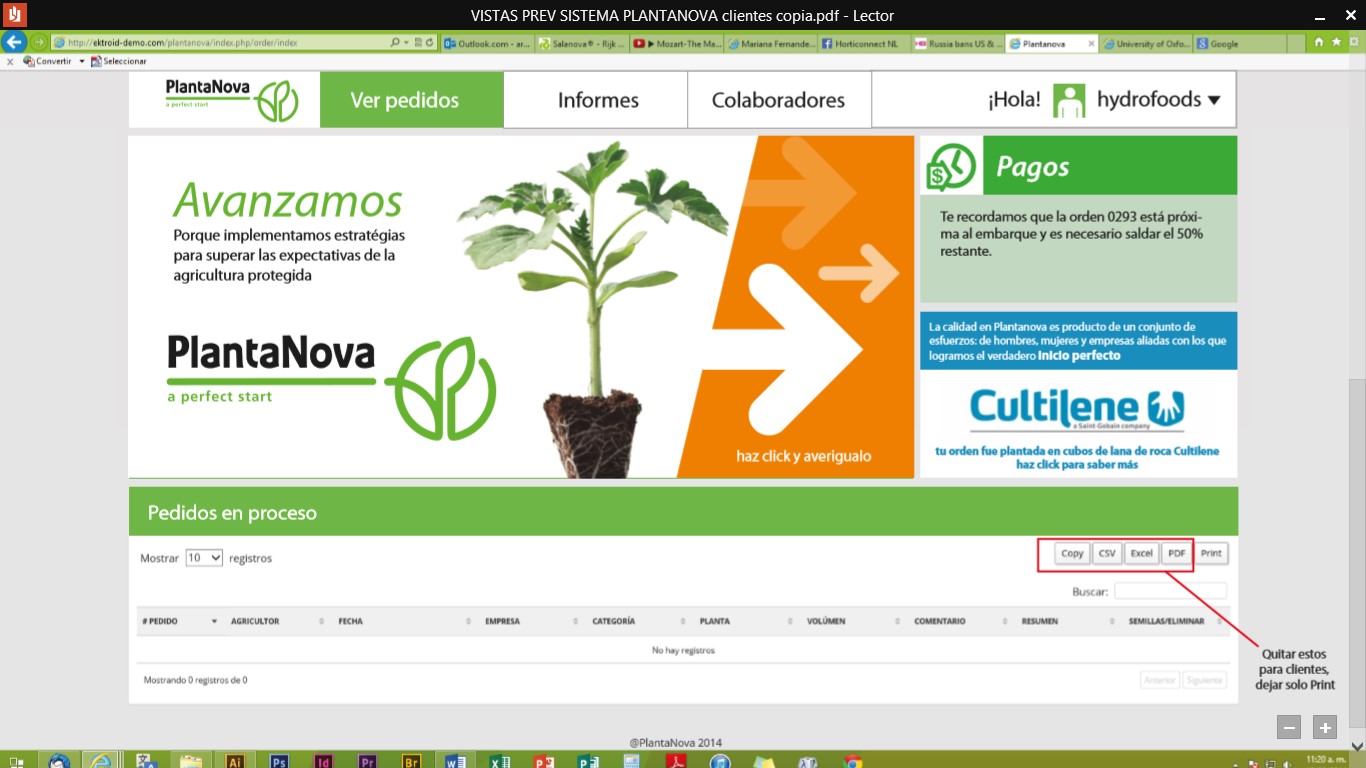 VISTAS PREV SISTEMA PLANTANOVA clientes copia.pdf - Lector
http://ektroid-demo.com/plantanova/index.php/order/index
Outlook.com - ar...
Salanova® - Rijk ...
Mozart-The Ma...
Mariana Fernande...
Horticonnect NL
Russia bans US & ...
Plantanova
University of Oxfo...
Google
Convertir
Seleccionar
PlantaNova
a perfect start
Ver pedidos
Informes
Colaboradores
¡Hola!
hydrofoods
Avanzamos
Porque implementamos estratégias
para superar las expectativas de la
agricultura protegida
PlantaNova
a perfect start
haz click y averigualo
Pagos
Te recordamos que la orden 0293 está próxi-
ma al embarque y es necesario saldar el 50%
restante.
La calidad en Plantanova es producto de un conjunto de
esfuerzos: de hombres, mujeres y empresas aliadas con los que
logramos el verdadero inicio perfecto
Cultilene
a Saint-Gobain company
tu orden fue plantada en cubos de lana de roca Cultilene
haz click para saber más
Pedidos en proceso
Mostrar 10 registros
Copy CSV Excel PDF Print
Buscar:
# PEDIDO AGRICULTOR FECHA EMPRESA CATEGORÍA PLANTA VOLÚMEN COMENTARIO RESUMEN SEMILLAS/ELIMINAR
No hay registros
Mostrando 0 registros de 0
Anterior Siguiente
Quitar estos
para clientes,
dejar solo Print
@PlantaNova 2014
Ai Ps Id Pr Br
11:20 a. m.